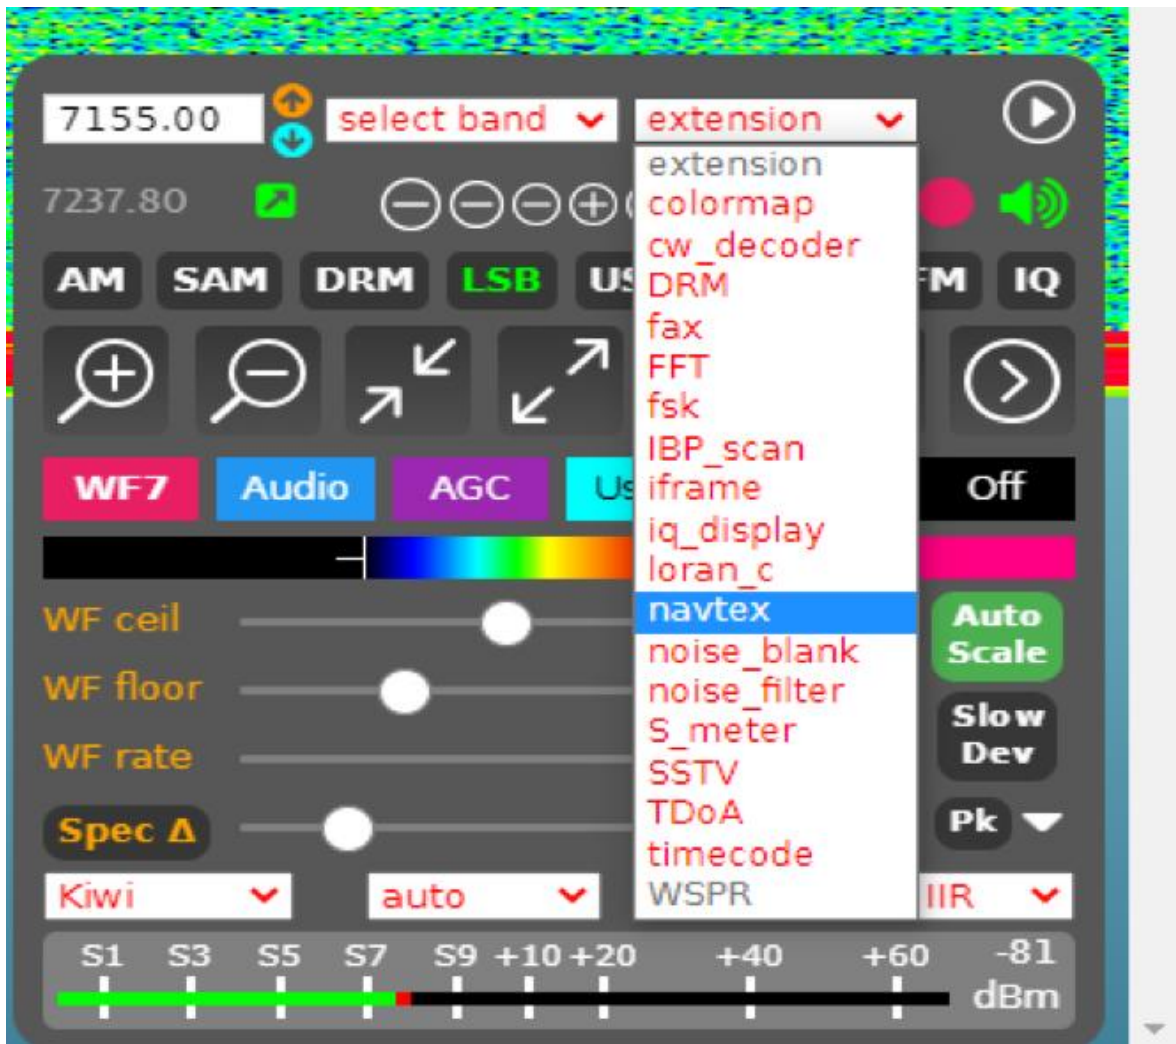 7155.00 select band extension
extension
7237.80 colormap
cw_decoder
AM SAM DRM LSB US DRM FM IQ
fax
FFT
fsk
IBP_scan
WF7 Audio AGC Us iframe Off
iq_display
loran_c
WF ceil navtex Auto Scale
noise_blank
WF floor noise_filter
S_meter Slow Dev
WF rate SSTV
TDoA
Spec Δ timecode Pk
Kiwi auto WSPR IIR
S1 S3 S5 S7 S9 +10 +20 +40 +60 -81
dBm